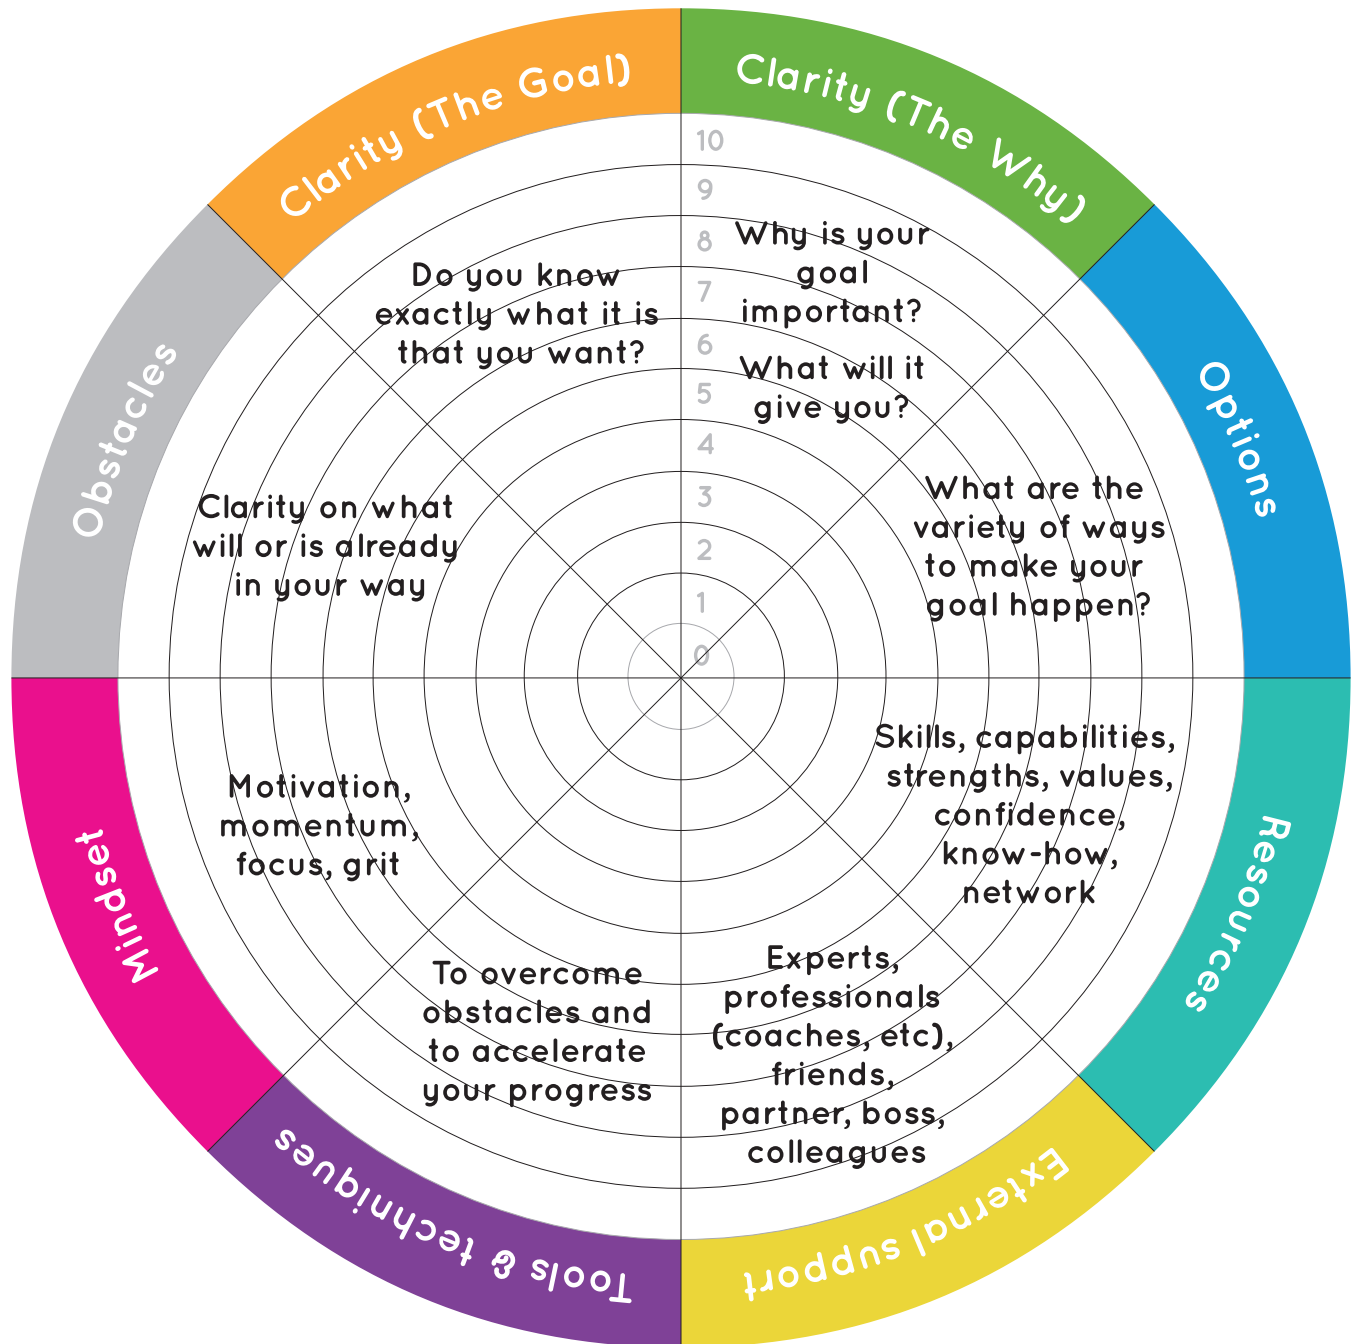 Clarity (The Goal)
Clarity (The Why)
Options
Resources
External support
Tools & techniques
Mindset
Obstacles
10
9
8
7
6
5
4
3
2
1
0
Do you know
exactly what it is
that you want?
Why is your
goal
important?
What will it
give you?
What are the
variety of ways
to make your
goal happen?
Skills, capabilities,
strengths, values,
confidence,
know-how,
network
Experts,
professionals
(coaches, etc),
friends,
partner, boss,
colleagues
To overcome
obstacles and
to accelerate
your progress
Motivation,
momentum,
focus, grit
Clarity on what
will or is already
in your way